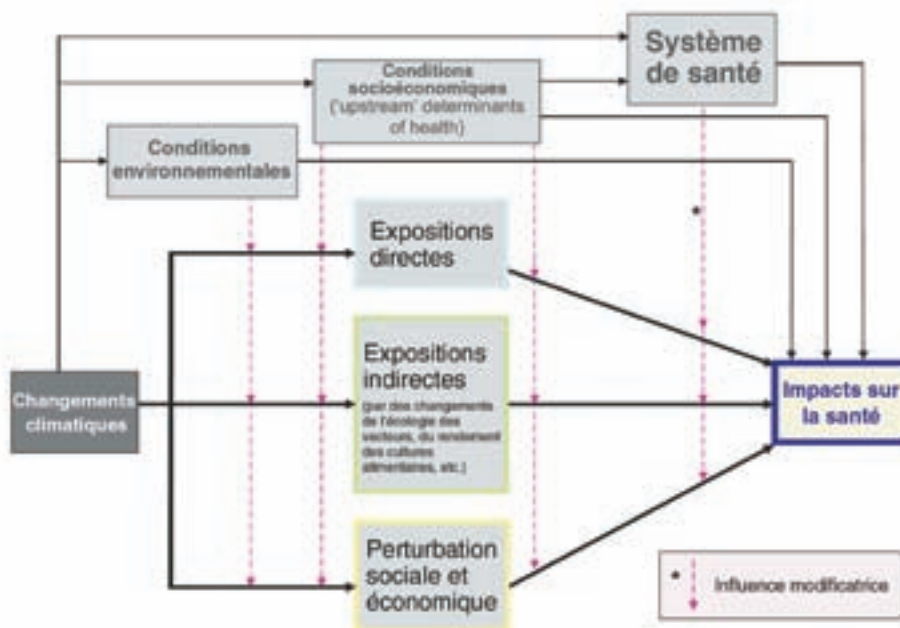 Système
de santé
Conditions
socioéconomiques
('upstream' determinants
of health)
Conditions
environnementales
Expositions
directes
Expositions
indirectes
(par des changements
de l'écologie des
vecteurs, du rendement
des cultures
alimentaires, etc.)
Changements
climatiques
Impacts sur
la santé
Perturbation
sociale et
économique
* Influence modificatrice